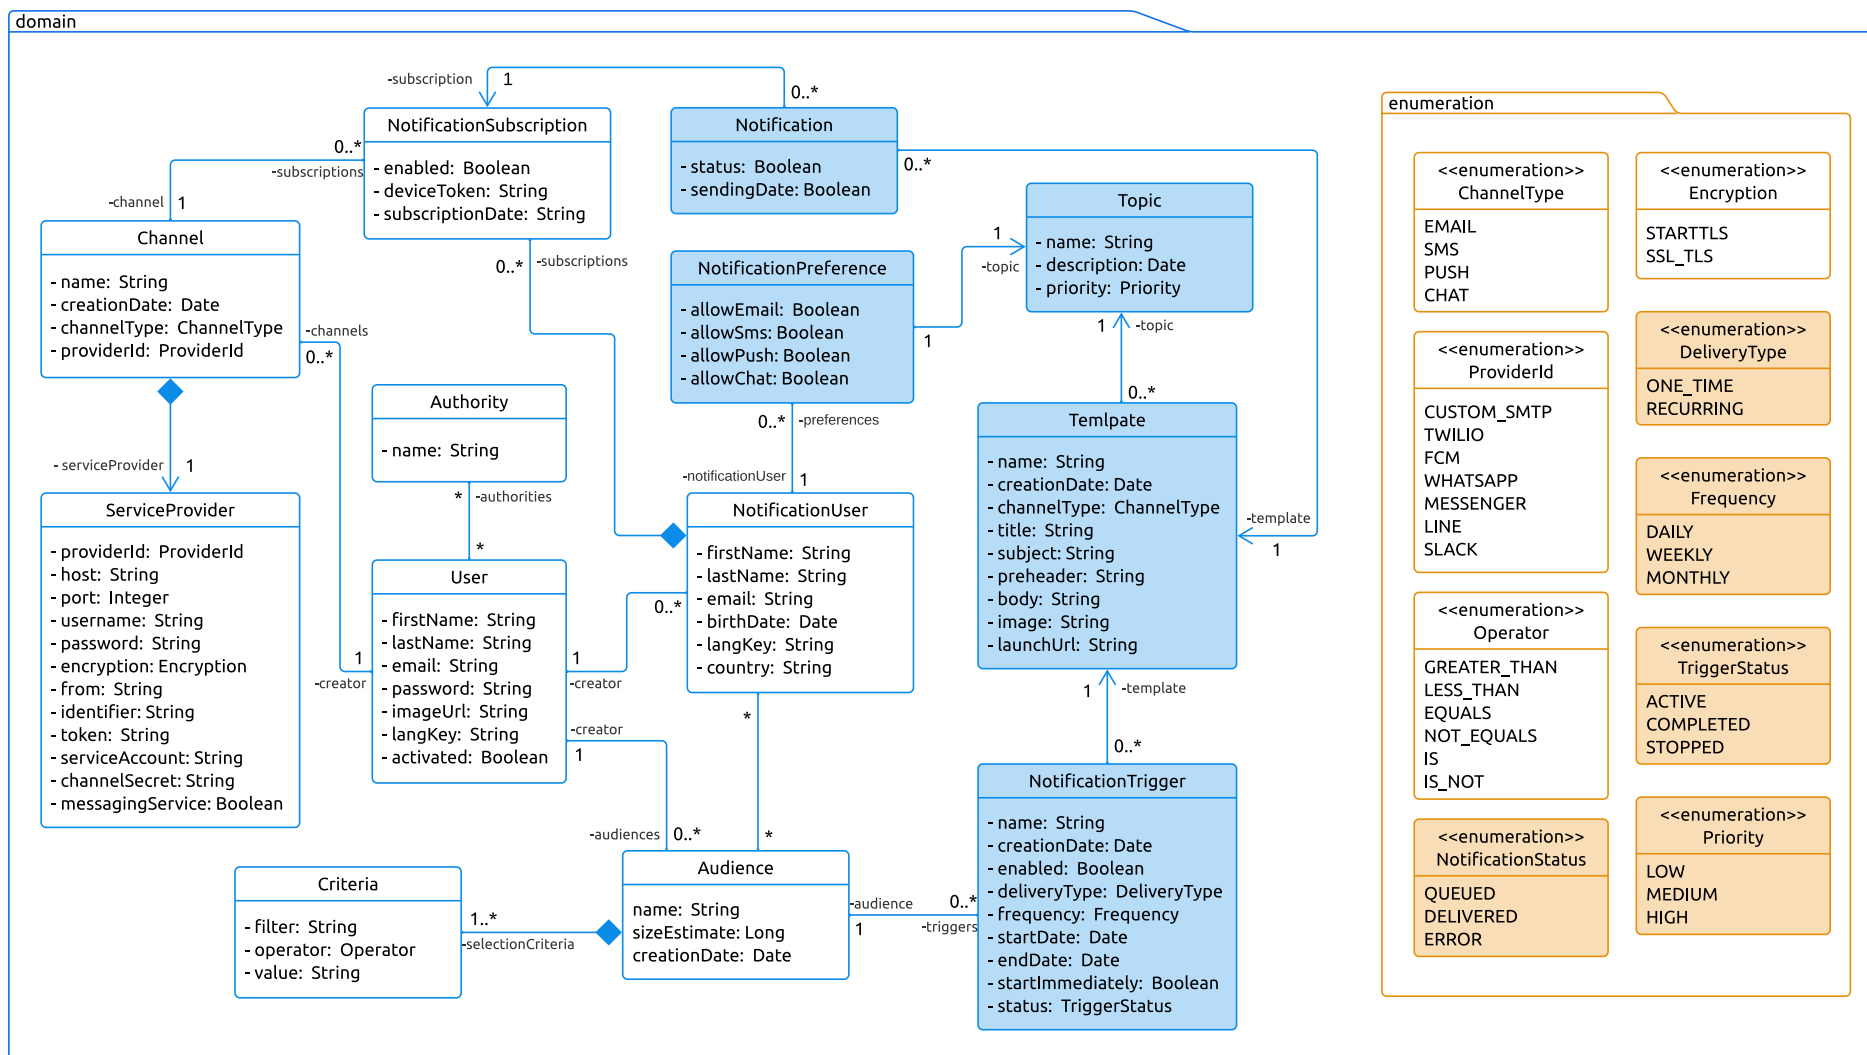 domain
-subscription
1
0..*
NotificationSubscription
- enabled: Boolean
- deviceToken: String
- subscriptionDate: String
0..*
-subscriptions
-channel
1
0..*
-subscriptions
Notification
- status: Boolean
- sendingDate: Boolean
0..*
Channel
- name: String
- creationDate: Date
- channelType: ChannelType
- providerId: ProviderId
-channels
0..*
NotificationPreference
- allowEmail: Boolean
- allowSms: Boolean
- allowPush: Boolean
- allowChat: Boolean
1
1
-topic
Topic
- name: String
- description: Date
- priority: Priority
1
-topic
0..*
0..*
-preferences
-notificationUser
1
Authority
- name: String
*
-authorities
*
- serviceProvider
1
ServiceProvider
- providerId: ProviderId
- host: String
- port: Integer
- username: String
- password: String
- encryption: Encryption
- from: String
- identifier: String
- token: String
- serviceAccount: String
- channelSecret: String
- messagingService: Boolean
User
- firstName: String
- lastName: String
- email: String
- password: String
- imageUrl: String
- langKey: String
- activated: Boolean
1
-creator
0..*
1
-creator
-creator
1
NotificationUser
- firstName: String
- lastName: String
- email: String
- birthDate: Date
- langKey: String
- country: String
*
*
Temlpate
- name: String
- creationDate: Date
- channelType: ChannelType
- title: String
- subject: String
- preheader: String
- body: String
- image: String
- launchUrl: String
-template
1
1
-template
0..*
NotificationTrigger
- name: String
- creationDate: Date
- enabled: Boolean
- deliveryType: DeliveryType
- frequency: Frequency
- startDate: Date
- endDate: Date
- startImmediately: Boolean
- status: TriggerStatus
-audiences
0..*
Audience
name: String
sizeEstimate: Long
creationDate: Date
-audience
1
0..*
-triggers
Criteria
- filter: String
- operator: Operator
- value: String
1..*
-selectionCriteria
enumeration
<<enumeration>>
ChannelType
EMAIL
SMS
PUSH
CHAT
<<enumeration>>
Encryption
STARTTLS
SSL_TLS
<<enumeration>>
ProviderId
CUSTOM_SMTP
TWILIO
FCM
WHATSAPP
MESSENGER
LINE
SLACK
<<enumeration>>
DeliveryType
ONE_TIME
RECURRING
<<enumeration>>
Frequency
DAILY
WEEKLY
MONTHLY
<<enumeration>>
Operator
GREATER_THAN
LESS_THAN
EQUALS
NOT_EQUALS
IS
IS_NOT
<<enumeration>>
TriggerStatus
ACTIVE
COMPLETED
STOPPED
<<enumeration>>
NotificationStatus
QUEUED
DELIVERED
ERROR
<<enumeration>>
Priority
LOW
MEDIUM
HIGH